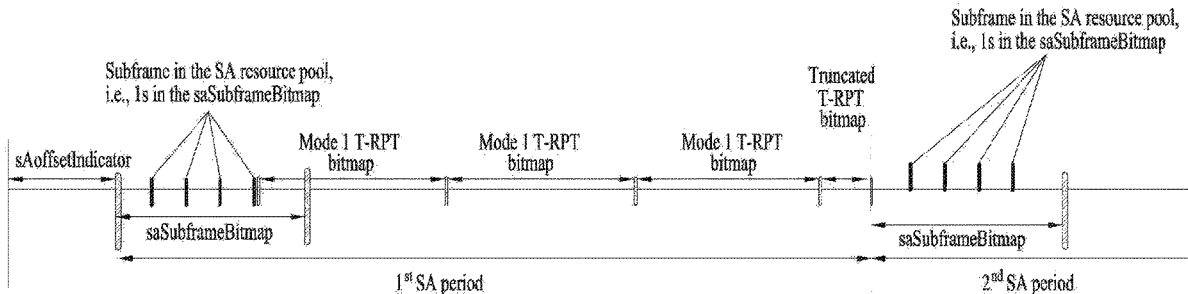 Subframe in the SA resource pool,
i.e., 1s in the saSubframeBitmap
Subframe in the SA resource pool,
i.e., 1s in the saSubframeBitmap
Truncated
T-RPT
bitmap
sAoffsetIndicator
Mode 1 T-RPT
bitmap
Mode 1 T-RPT
bitmap
Mode 1 T-RPT
bitmap
saSubframeBitmap
saSubframeBitmap
1st SA period
2nd SA period